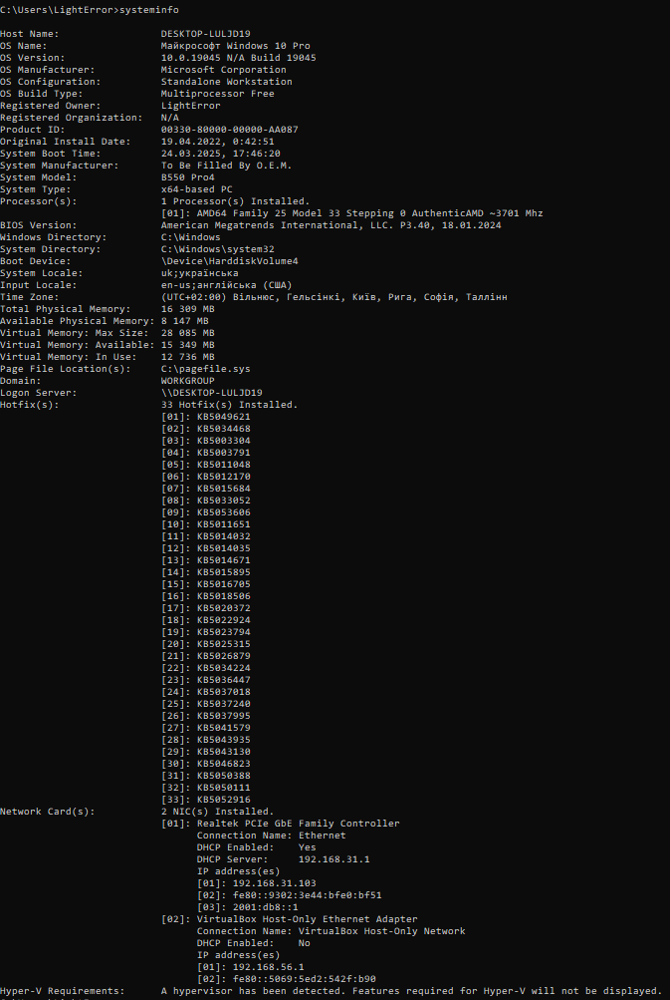 C:\Users\LightError>systeminfo
Host Name: DESKTOP-LULJD19
OS Name: Майкрософт Windows 10 Pro
OS Version: 10.0.19045 N/A Build 19045
OS Manufacturer: Microsoft Corporation
OS Configuration: Standalone Workstation
OS Build Type: Multiprocessor Free
Registered Owner: LightError
Registered Organization: N/A
Product ID: 00330-80000-00000-AA087
Original Install Date: 19.04.2022, 0:42:51
System Boot Time: 24.03.2025, 17:46:20
System Manufacturer: To Be Filled By O.E.M.
System Model: B550 Pro4
System Type: x64-based PC
Processor(s): 1 Processor(s) Installed.
[01]: AMD64 Family 25 Model 33 Stepping 0 AuthenticAMD ~3701 Mhz
BIOS Version: American Megatrends International, LLC. P3.40, 18.01.2024
Windows Directory: C:\Windows
System Directory: C:\Windows\system32
Boot Device: \Device\HarddiskVolume4
System Locale: uk;українська
Input Locale: en-us;англійська (США)
Time Zone: (UTC+02:00) Вільнюс, Гельсінкі, Київ, Рига, Софія, Таллінн
Total Physical Memory: 16 309 MB
Available Physical Memory: 8 147 MB
Virtual Memory: Max Size: 28 085 MB
Virtual Memory: Available: 15 349 MB
Virtual Memory: In Use: 12 736 MB
Page File Location(s): C:\pagefile.sys
Domain: WORKGROUP
Logon Server: \\DESKTOP-LULJD19
Hotfix(s): 33 Hotfix(s) Installed.
[01]: KB5049621
[02]: KB5034468
[03]: KB5003304
[04]: KB5003791
[05]: KB5011048
[06]: KB5012170
[07]: KB5015684
[08]: KB5033052
[09]: KB5053606
[10]: KB5011651
[11]: KB5014032
[12]: KB5014035
[13]: KB5014671
[14]: KB5015895
[15]: KB5016705
[16]: KB5018506
[17]: KB5020372
[18]: KB5022924
[19]: KB5023794
[20]: KB5025315
[21]: KB5026879
[22]: KB5034224
[23]: KB5036447
[24]: KB5037018
[25]: KB5037240
[26]: KB5037995
[27]: KB5041579
[28]: KB5043935
[29]: KB5043130
[30]: KB5046823
[31]: KB5050388
[32]: KB5050111
[33]: KB5052916
Network Card(s): 2 NIC(s) Installed.
[01]: Realtek PCIe GbE Family Controller
Connection Name: Ethernet
DHCP Enabled: Yes
DHCP Server: 192.168.31.1
IP address(es)
[01]: 192.168.31.103
[02]: fe80::9302:3e44:bfe0:bf51
[03]: 2001:db8::1
[02]: VirtualBox Host-Only Ethernet Adapter
Connection Name: VirtualBox Host-Only Network
DHCP Enabled: No
IP address(es)
[01]: 192.168.56.1
[02]: fe80::5069:5ed2:542f:b90
Hyper-V Requirements: A hypervisor has been detected. Features required for Hyper-V will not be displayed.